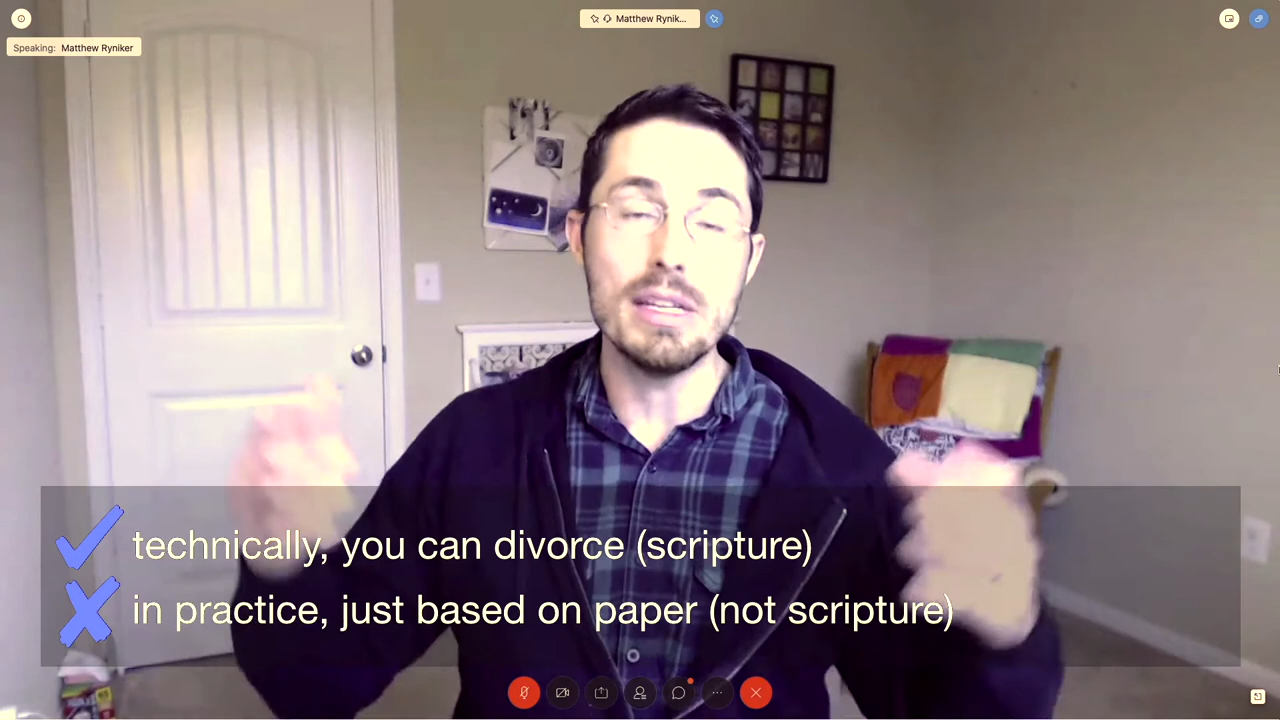 Matthew Rynik...
Speaking: Matthew Ryniker
technically, you can divorce (scripture)
in practice, just based on paper (not scripture)